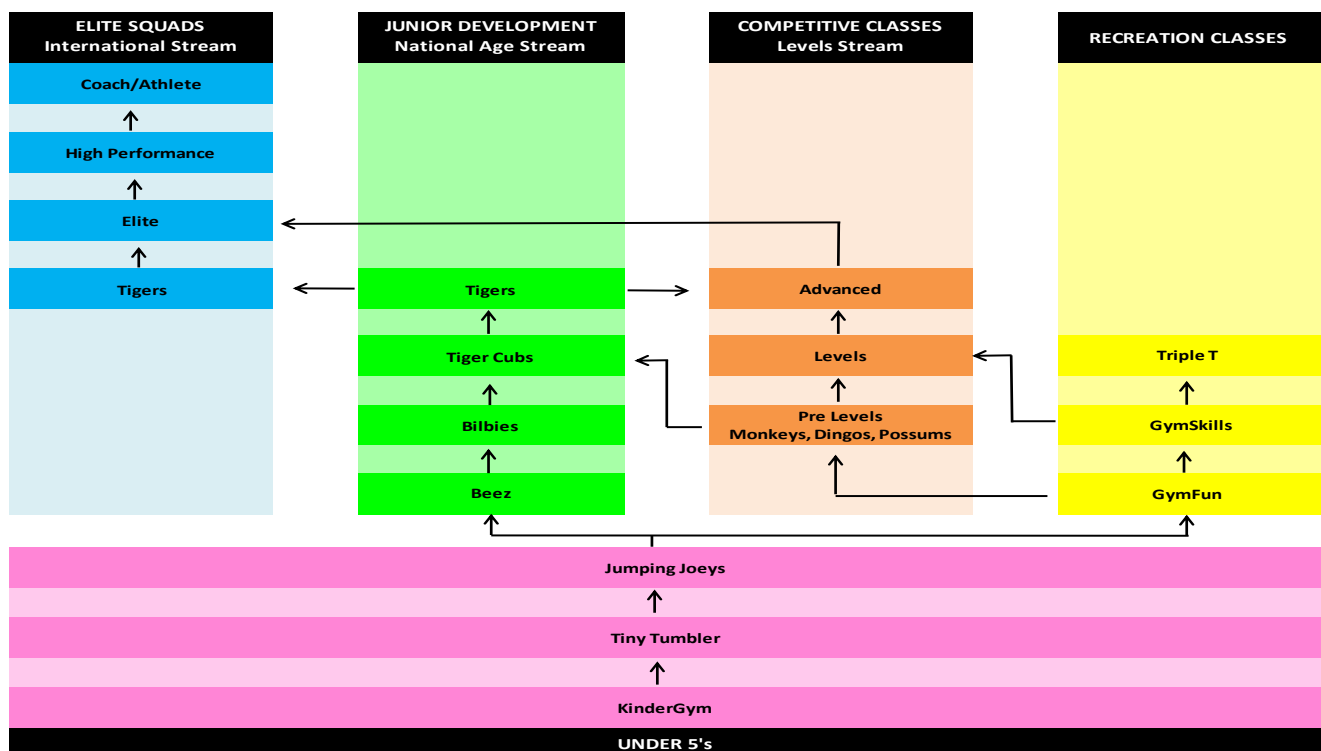 ELITE SQUADS
International Stream
JUNIOR DEVELOPMENT
National Age Stream
COMPETITIVE CLASSES
Levels Stream
RECREATION CLASSES
Coach/Athlete
High Performance
Elite
Tigers
Tigers
Tiger Cubs
Bilbies
Beez
Advanced
Levels
Pre Levels
Monkeys, Dingos, Possums
Triple T
GymSkills
GymFun
Jumping Joeys
Tiny Tumbler
KinderGym
UNDER 5's